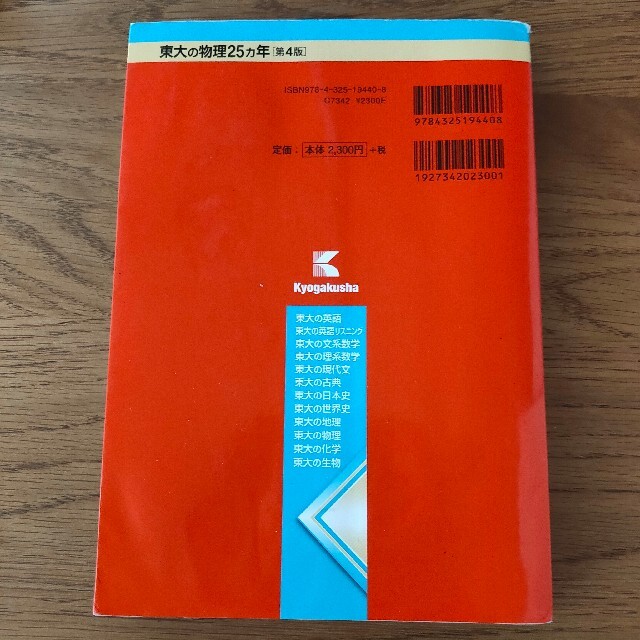 東大の物理25カ年[第4版]
ISBN978-4-325-19440-8
C7342 ¥2300E
9784325194408
定価：本体 2,300円＋税
1927342023001
Kyogakusha
東大の英語
東大の英語リスニング
東大の文系数学
東大の理系数学
東大の現代文
東大の古典
東大の日本史
東大の世界史
東大の地理
東大の物理
東大の化学
東大の生物